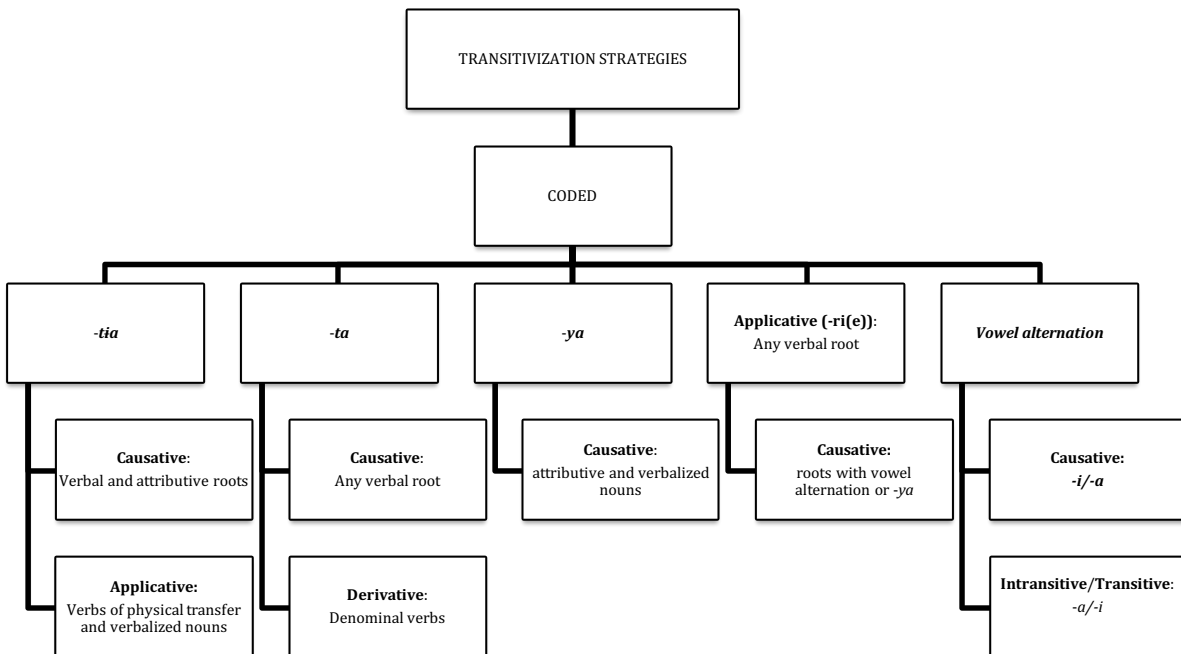 TRANSITIVIZATION STRATEGIES
CODED
-tɨa
-ta
-ya
Applicative (-ri(e)):
Any verbal root
Vowel alternation
Causative:
Verbal and attributive roots
Causative:
Any verbal root
Causative:
attributive and verbalized
nouns
Causative:
roots with vowel
alternation or -ya
Causative:
-i/-a
Applicative:
Verbs of physical transfer
and verbalized nouns
Derivative:
Denominal verbs
Intransitive/Transitive:
-a/-i